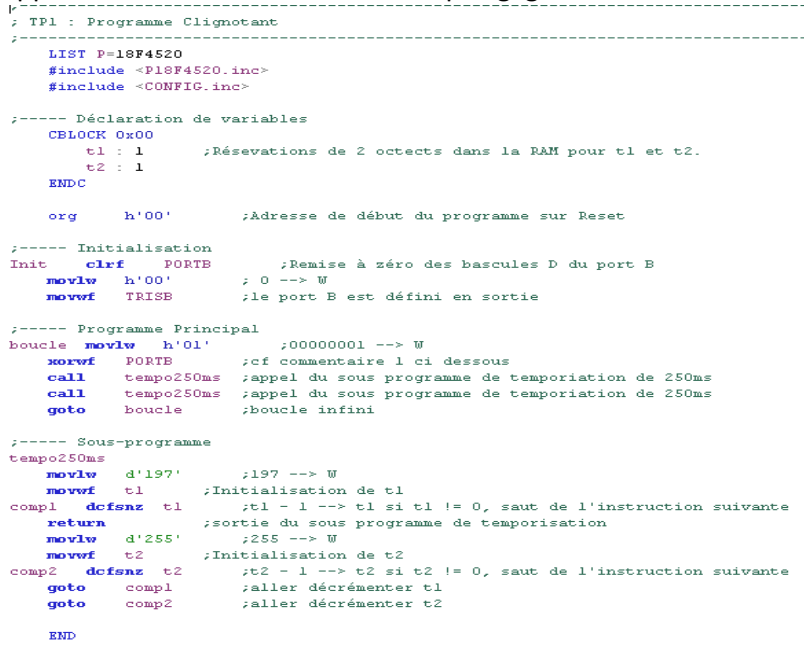 ;-----------------------------------------------------------------------
; TP1 : Programme Clignotant
;-----------------------------------------------------------------------
LIST P=18F4520
#include <P18F4520.inc>
#include <CONFIG.inc>
;----- Déclaration de variables
CBLOCK 0x00
t1 : 1 ;Résevations de 2 octects dans la RAM pour t1 et t2.
t2 : 1
ENDC
org h'00' ;Adresse de début du programme sur Reset
;----- Initialisation
Init clrf PORTB ;Remise à zéro des bascules D du port B
movlw h'00' ; 0 --> W
movwf TRISB ;le port B est défini en sortie
;----- Programme Principal
boucle movlw h'01' ;00000001 --> W
xorwf PORTB ;cf commentaire 1 ci dessous
call tempo250ms ;appel du sous programme de temporiation de 250ms
call tempo250ms ;appel du sous programme de temporiation de 250ms
goto boucle ;boucle infini
;----- Sous-programme
tempo250ms
movlw d'197' ;197 --> W
movwf t1 ;Initialisation de t1
comp1 dcfsnz t1 ;t1 - 1 --> t1 si t1 != 0, saut de l'instruction suivante
return ;sortie du sous programme de temporisation
movlw d'255' ;255 --> W
movwf t2 ;Initialisation de t2
comp2 dcfsnz t2 ;t2 - 1 --> t2 si t2 != 0, saut de l'instruction suivante
goto comp1 ;aller décrémenter t1
goto comp2 ;aller décrémenter t2
END